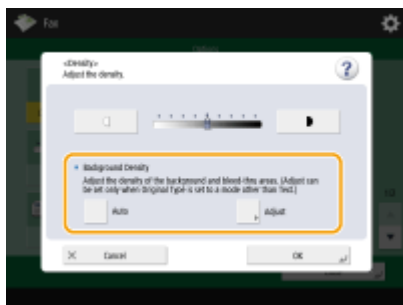 Fax
<Density>
Adjust the density.
Background Density
Adjust the density of the background and bleed-thru areas. (Adjust can
be set only when Original Type is set to a mode other than Text.)
Auto
Adjust
Cancel
OK